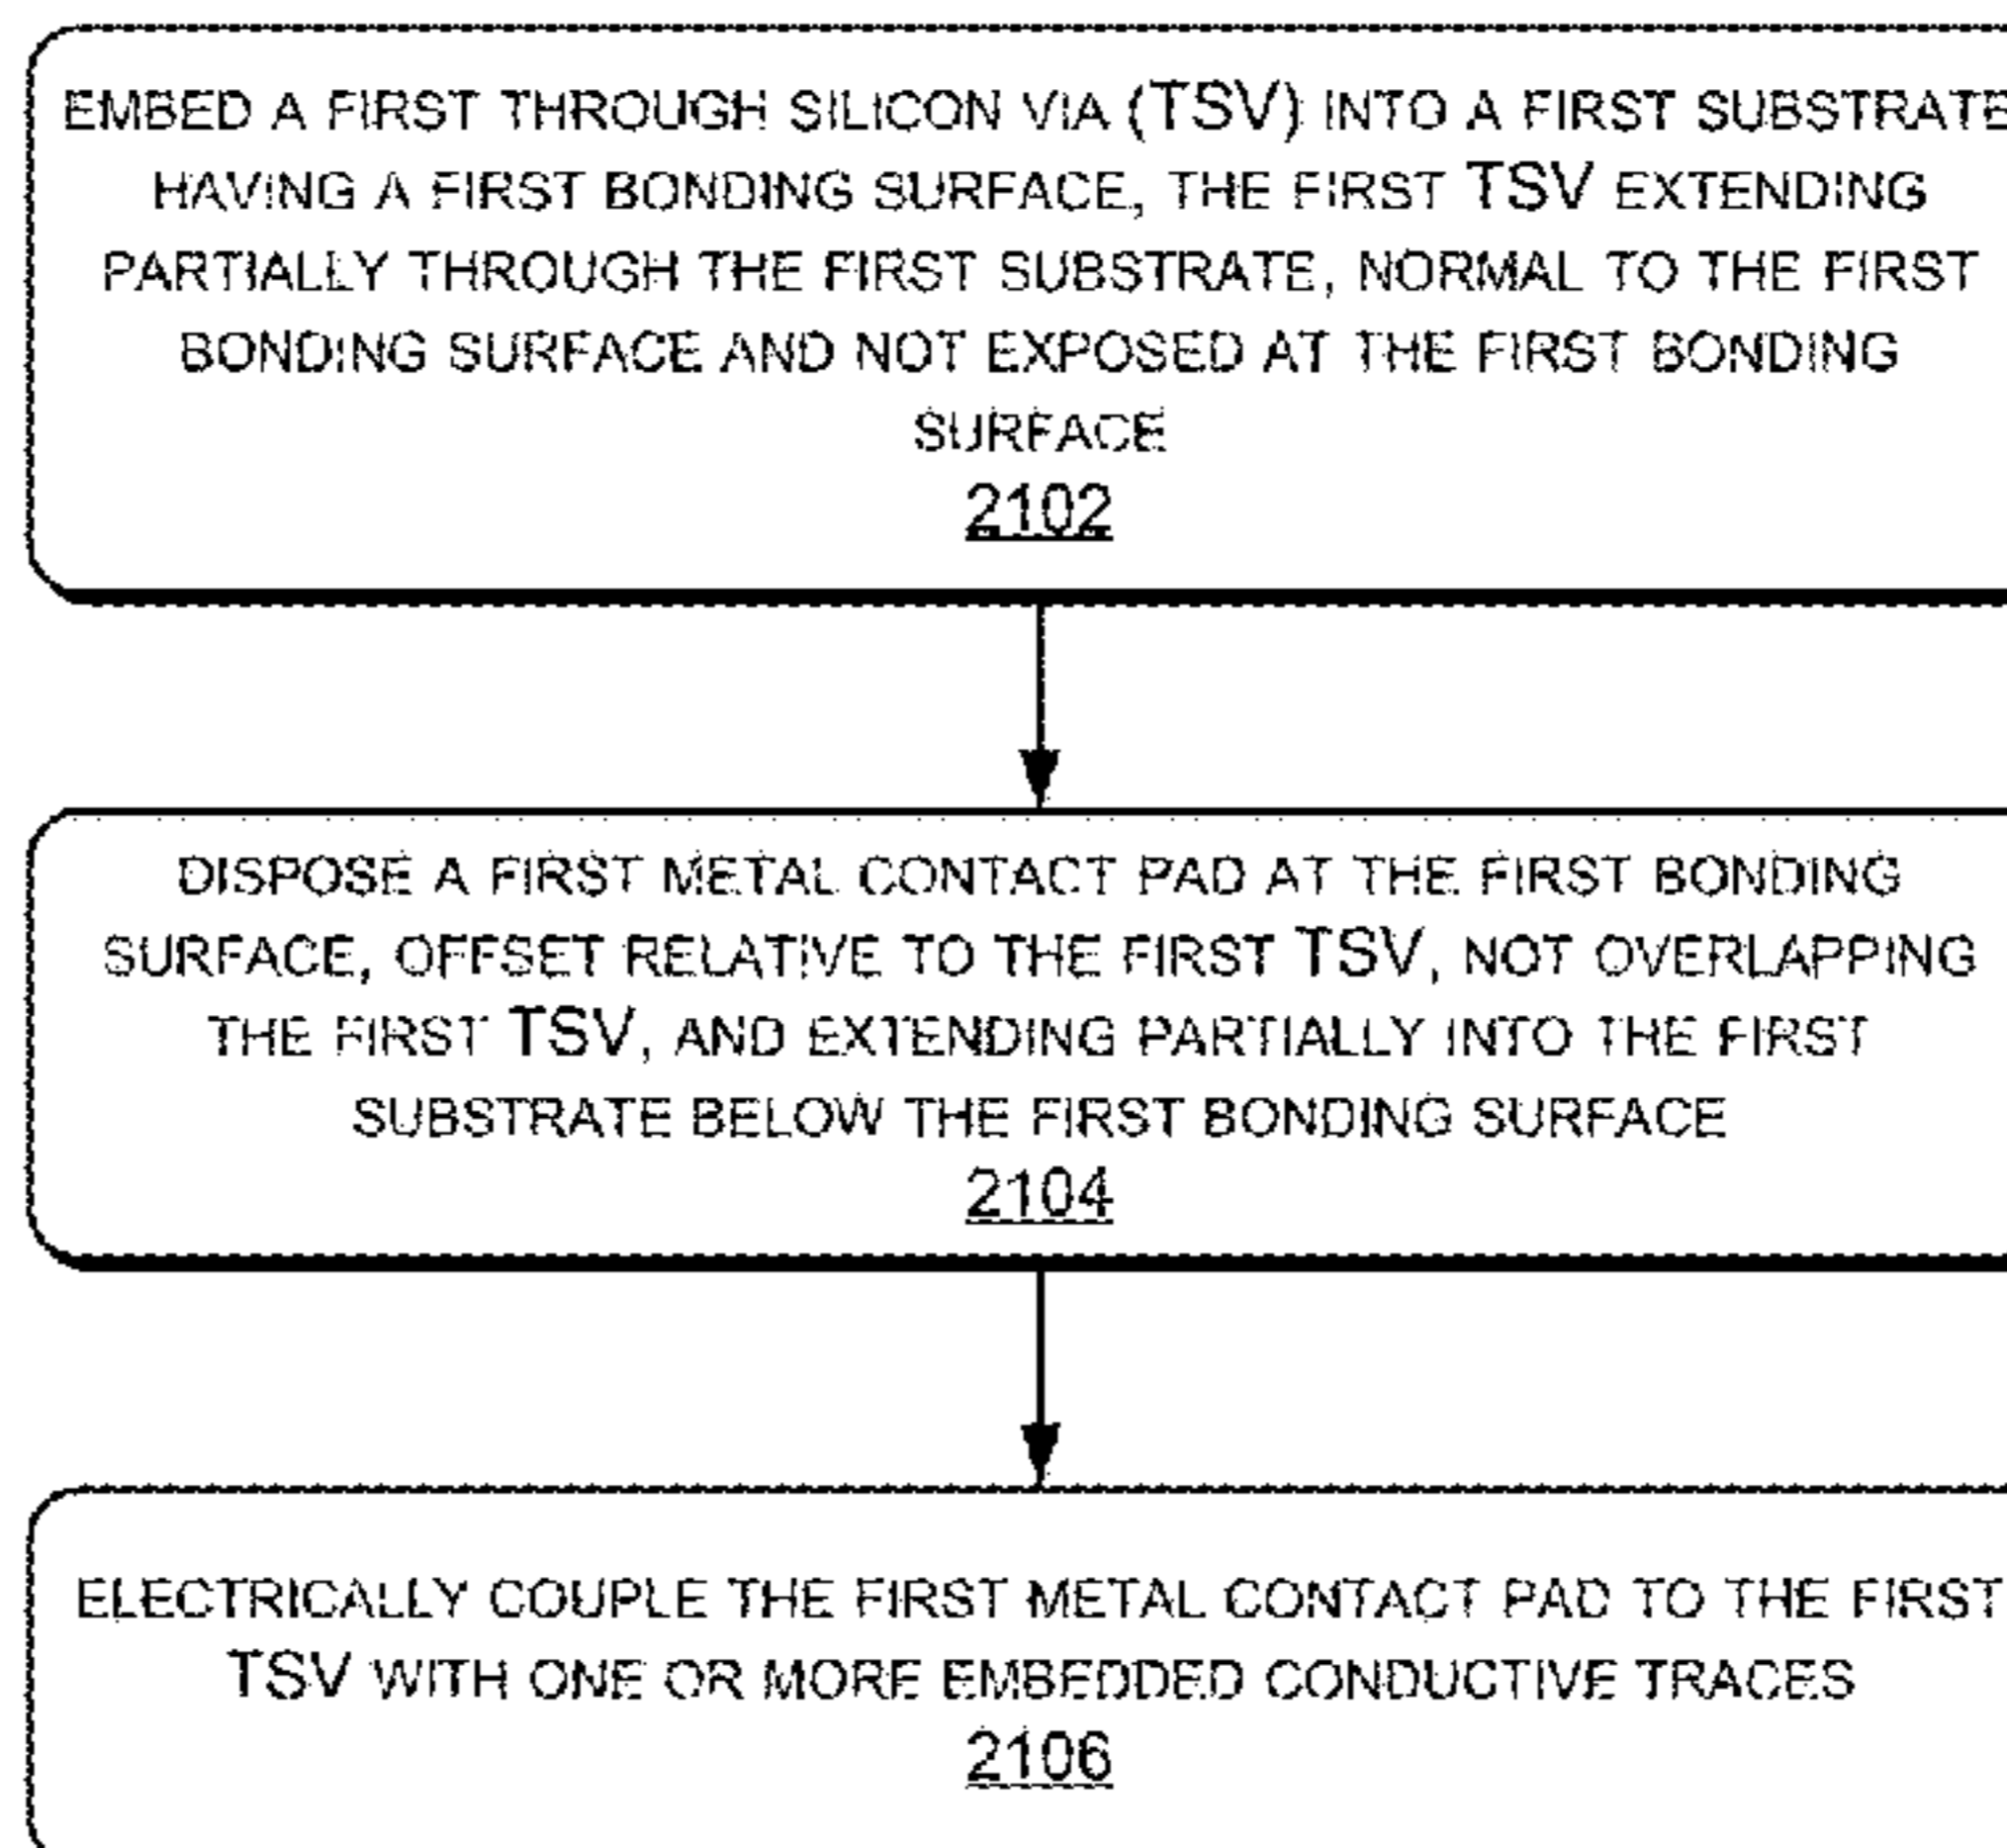 EMBED A FIRST THROUGH SILICON VIA (TSV) INTO A FIRST SUBSTRATE
HAVING A FIRST BONDING SURFACE, THE FIRST TSV EXTENDING
PARTIALLY THROUGH THE FIRST SUBSTRATE, NORMAL TO THE FIRST
BONDING SURFACE AND NOT EXPOSED AT THE FIRST BONDING
SURFACE
2102
DISPOSE A FIRST METAL CONTACT PAD AT THE FIRST BONDING
SURFACE, OFFSET RELATIVE TO THE FIRST TSV, NOT OVERLAPPING
THE FIRST TSV, AND EXTENDING PARTIALLY INTO THE FIRST
SUBSTRATE BELOW THE FIRST BONDING SURFACE
2104
ELECTRICALLY COUPLE THE FIRST METAL CONTACT PAD TO THE FIRST
TSV WITH ONE OR MORE EMBEDDED CONDUCTIVE TRACES
2106